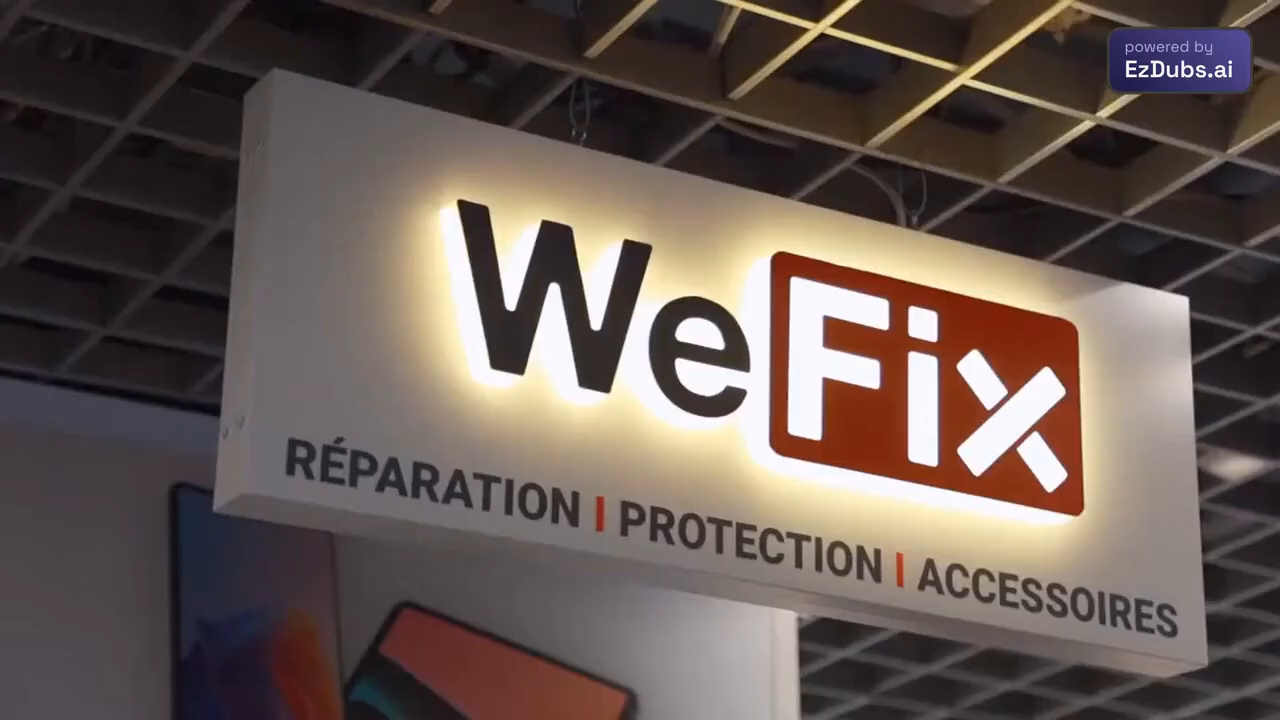 powered by
EzDubs.ai
WeFix
RÉPARATION | PROTECTION | ACCESSOIRES